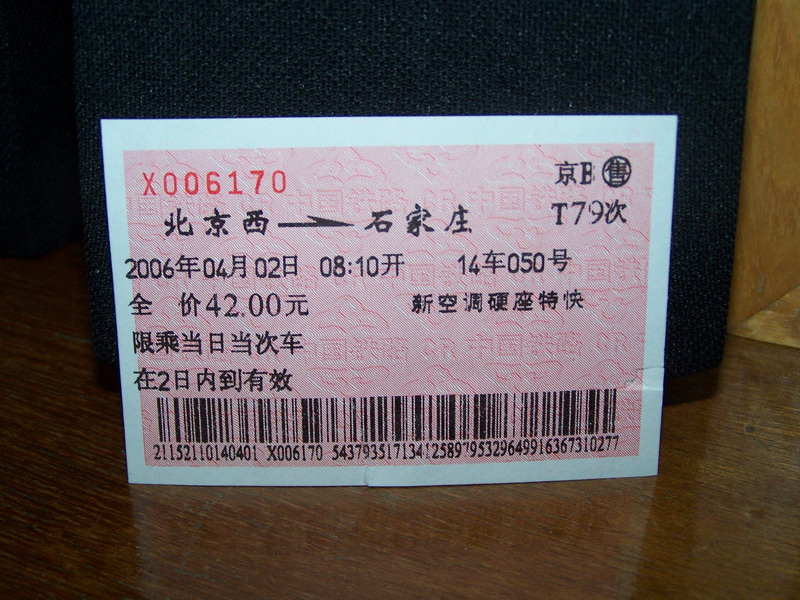 X006170 京B售
北京西 → 石家庄 T79次
2006年04月02日 08:10开 14车050号
全 价42.00元 新空调硬座特快
限乘当日当次车
在2日内到有效
21152110140401 X006170 5437935171341258979532964991636731027​7